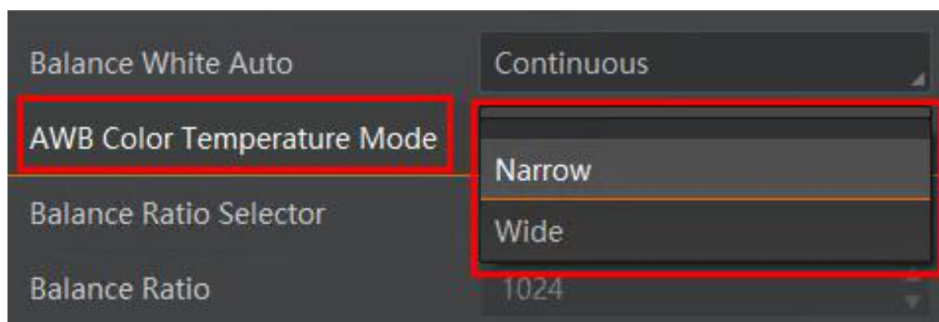 Balance White Auto Continuous
AWB Color Temperature Mode
Narrow
Balance Ratio Selector
Wide
Balance Ratio 1024